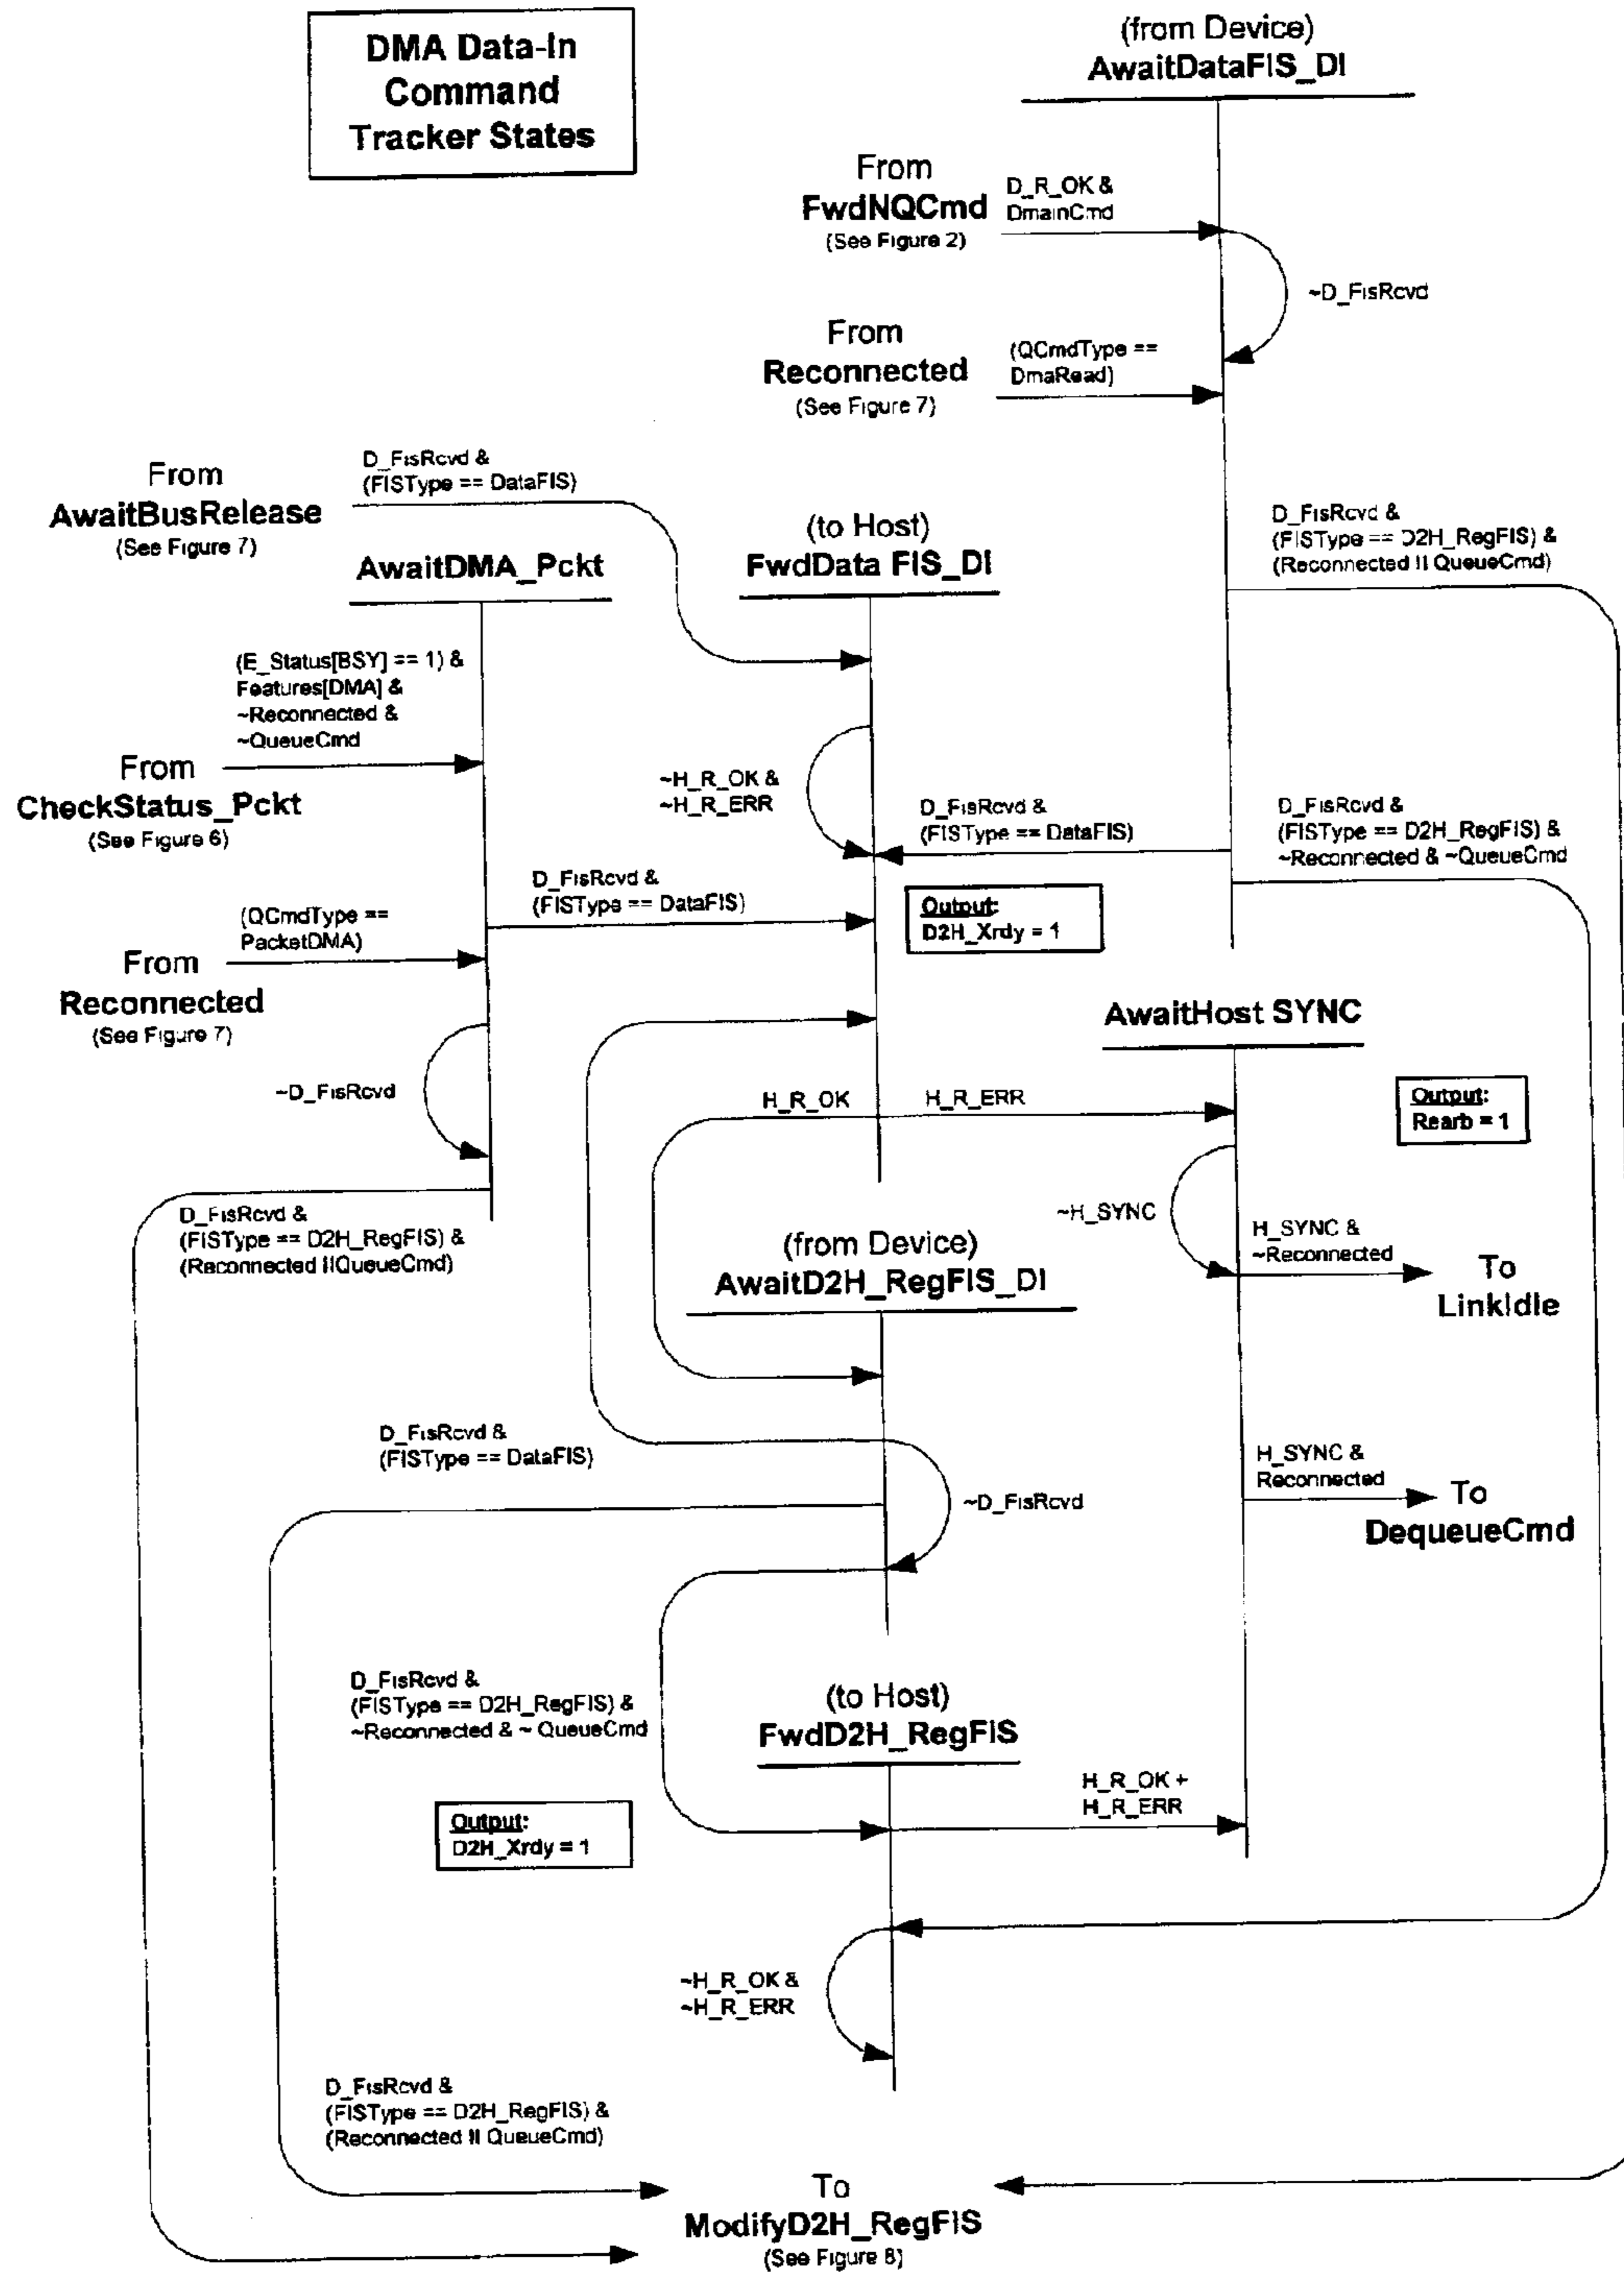 DMA Data-In
Command
Tracker States
(from Device)
AwaitDataFIS_DI
From
FwdNQCmd
(See Figure 2)
D_R_OK &
DmainCmd
~D_FisRcvd
From
Reconnected
(See Figure 7)
(QCmdType ==
DmaRead)
From
AwaitBusRelease
(See Figure 7)
D_FisRcvd &
(FISType == DataFIS)
(to Host)
FwdData FIS_DI
D_FisRcvd &
(FISType == D2H_RegFIS) &
(Reconnected II QueueCmd)
AwaitDMA_Pckt
(E_Status[BSY] == 1) &
Features[DMA] &
~Reconnected &
~QueueCmd
From
CheckStatus_Pckt
(See Figure 6)
~H_R_OK &
~H_R_ERR
D_FisRcvd &
(FISType == DataFIS)
D_FisRcvd &
(FISType == D2H_RegFIS) &
~Reconnected & ~QueueCmd
D_FisRcvd &
(FISType == DataFIS)
Output:
D2H_Xrdy = 1
(QCmdType ==
PacketDMA)
From
Reconnected
(See Figure 7)
AwaitHost SYNC
~D_FisRcvd
H_R_OK
H_R_ERR
Output:
Rearb = 1
D_FisRcvd &
(FISType == D2H_RegFIS) &
(Reconnected IIQueueCmd)
~H_SYNC
H_SYNC &
~Reconnected
To
LinkIdle
(from Device)
AwaitD2H_RegFIS_DI
D_FisRcvd &
(FISType == DataFIS)
~D_FisRcvd
H_SYNC &
Reconnected
To
DequeueCmd
D_FisRcvd &
(FISType == D2H_RegFIS) &
~Reconnected & ~ QueueCmd
(to Host)
FwdD2H_RegFIS
Output:
D2H_Xrdy = 1
H_R_OK +
H_R_ERR
~H_R_OK &
~H_R_ERR
D_FisRcvd &
(FISType == D2H_RegFIS) &
(Reconnected II QueueCmd)
To
ModifyD2H_RegFIS
(See Figure 8)